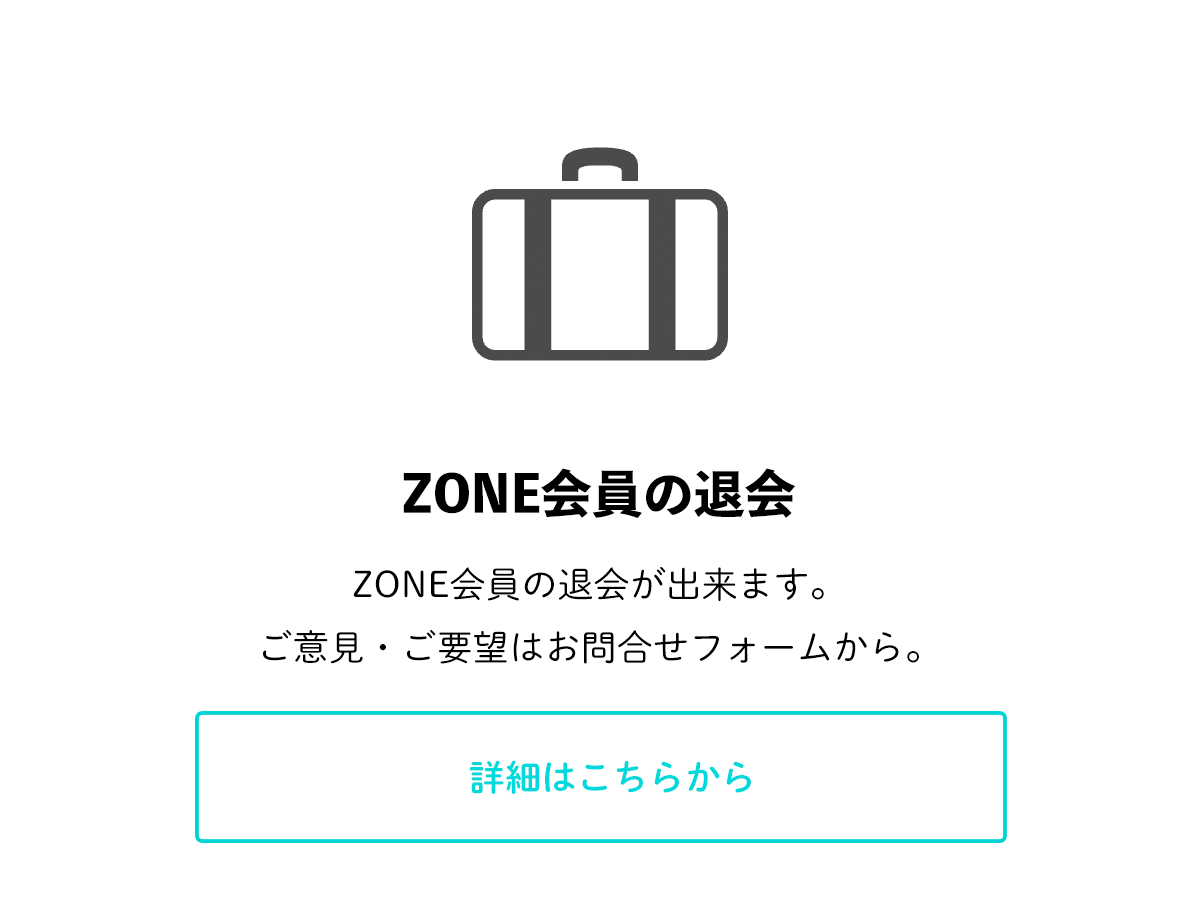 ZONE会員の退会
ZONE会員の退会が出来ます。
ご意見・ご要望はお問合せフォームから。
詳細はこちらから